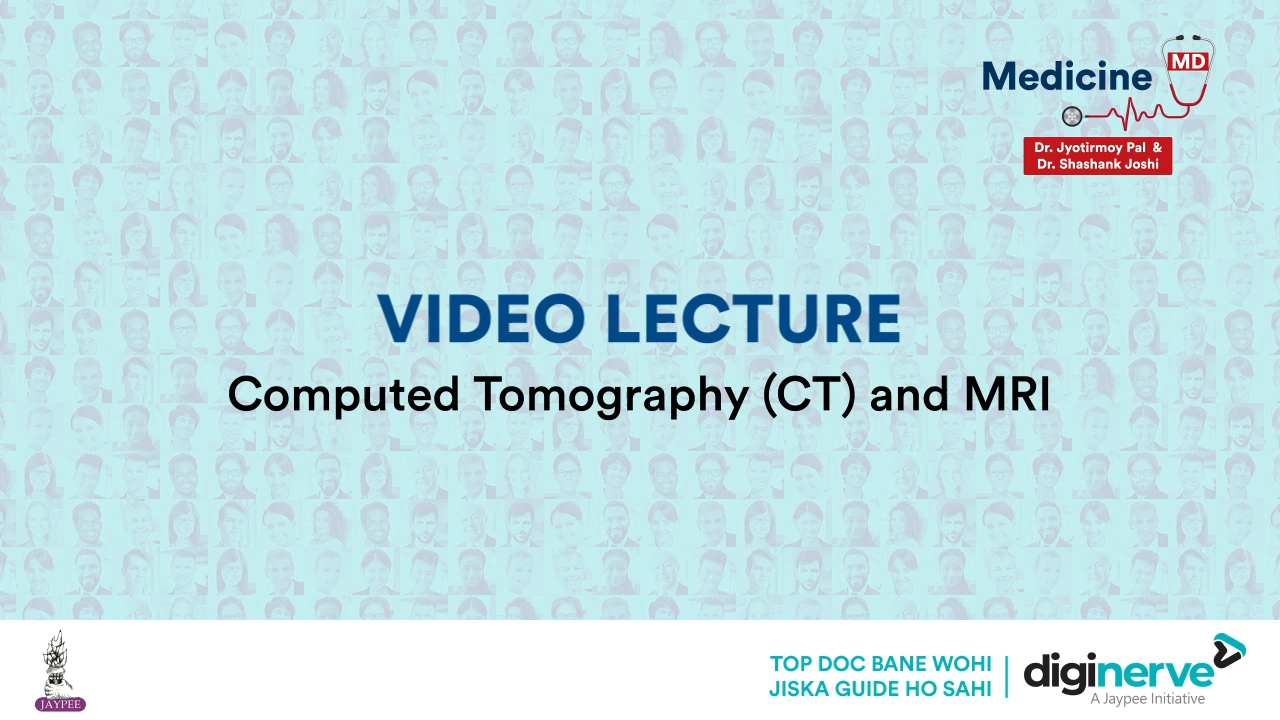 Medicine MD
Dr. Jyotirmoy Pal &
Dr. Shashank Joshi
VIDEO LECTURE
Computed Tomography (CT) and MRI
JAYPEE
TOP DOC BANE WOHI
JISKA GUIDE HO SAHI
diginerve
A Jaypee Initiative